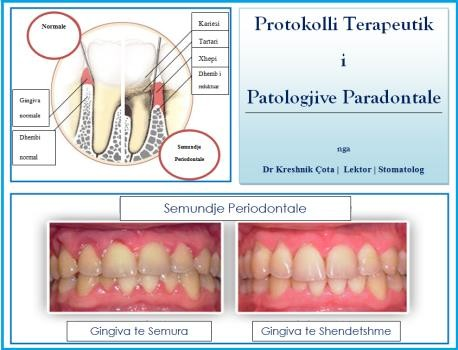 Normale
Kariesi
Tartari
Xhepi
Dhembi i
reduktuar
Gingiva
normale
Dhembi
normal
Semundje
Periodontale
Protokolli Terapeutik
i
Patologjive Paradontale
nga
Dr Kreshnik Çota | Lektor | Stomatolog
Semundje Periodontale
Gingiva te Semura
Gingiva te Shendetshme